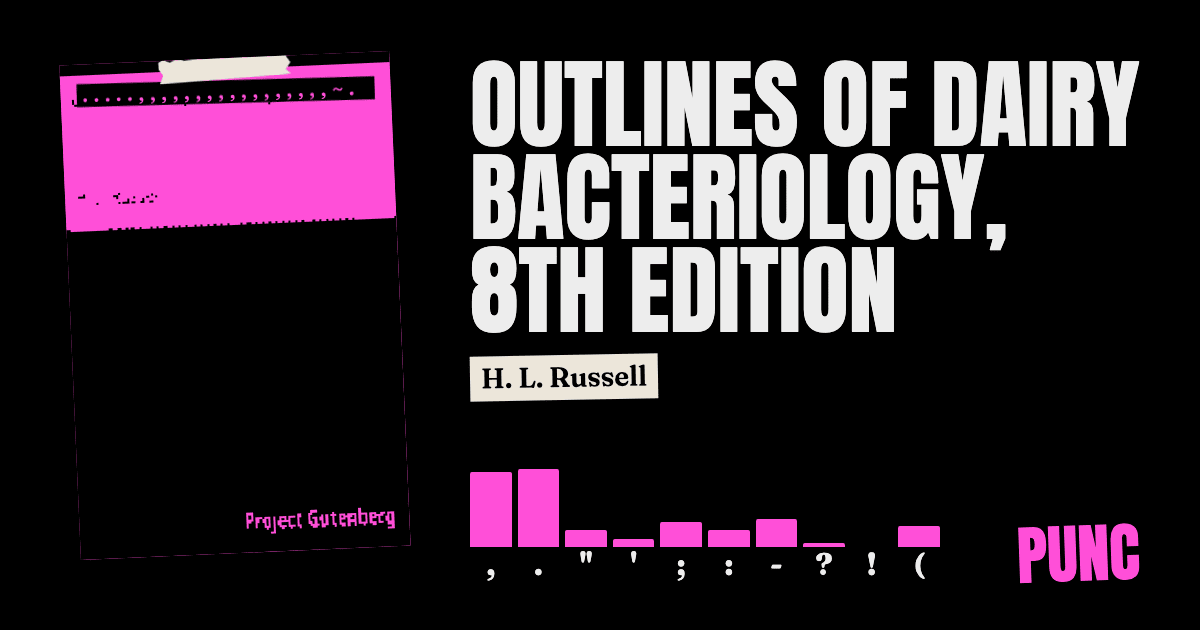 .....,,,,,,,,,,,,,,,,,~.
Project Gutenberg
OUTLINES OF DAIRY
BACTERIOLOGY,
8TH EDITION
H. L. Russell
, . " ' ; : - ? ! (
PUNC